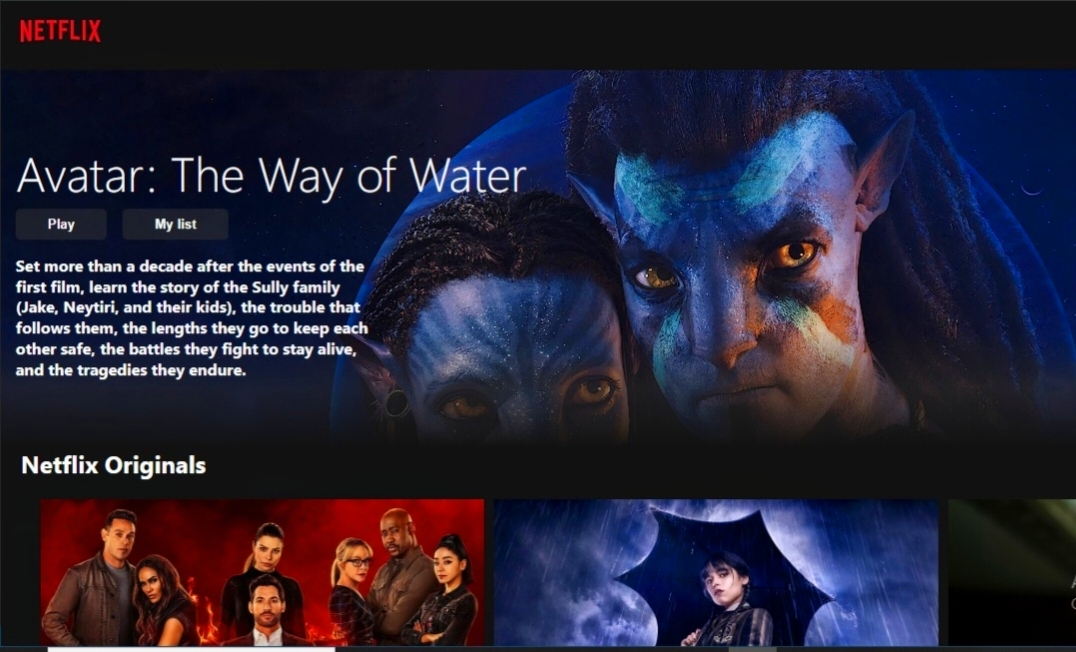 NETFLIX
Avatar: The Way of Water
Play
My list
Set more than a decade after the events of the
first film, learn the story of the Sully family
(Jake, Neytiri, and their kids), the trouble that
follows them, the lengths they go to keep each
other safe, the battles they fight to stay alive,
and the tragedies they endure.
Netflix Originals